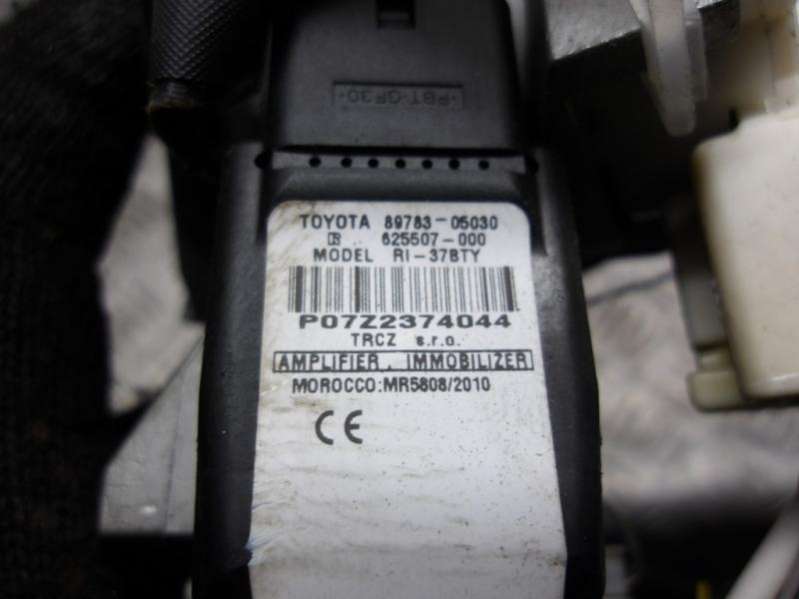 >PBT-GF30<
TOYOTA 89783-05030
625507-000
MODEL RI-37BTY
P07Z2374044
TRCZ s.r.o.
AMPLIFIER, IMMOBILIZER
MOROCCO:MR5808/2010
CE